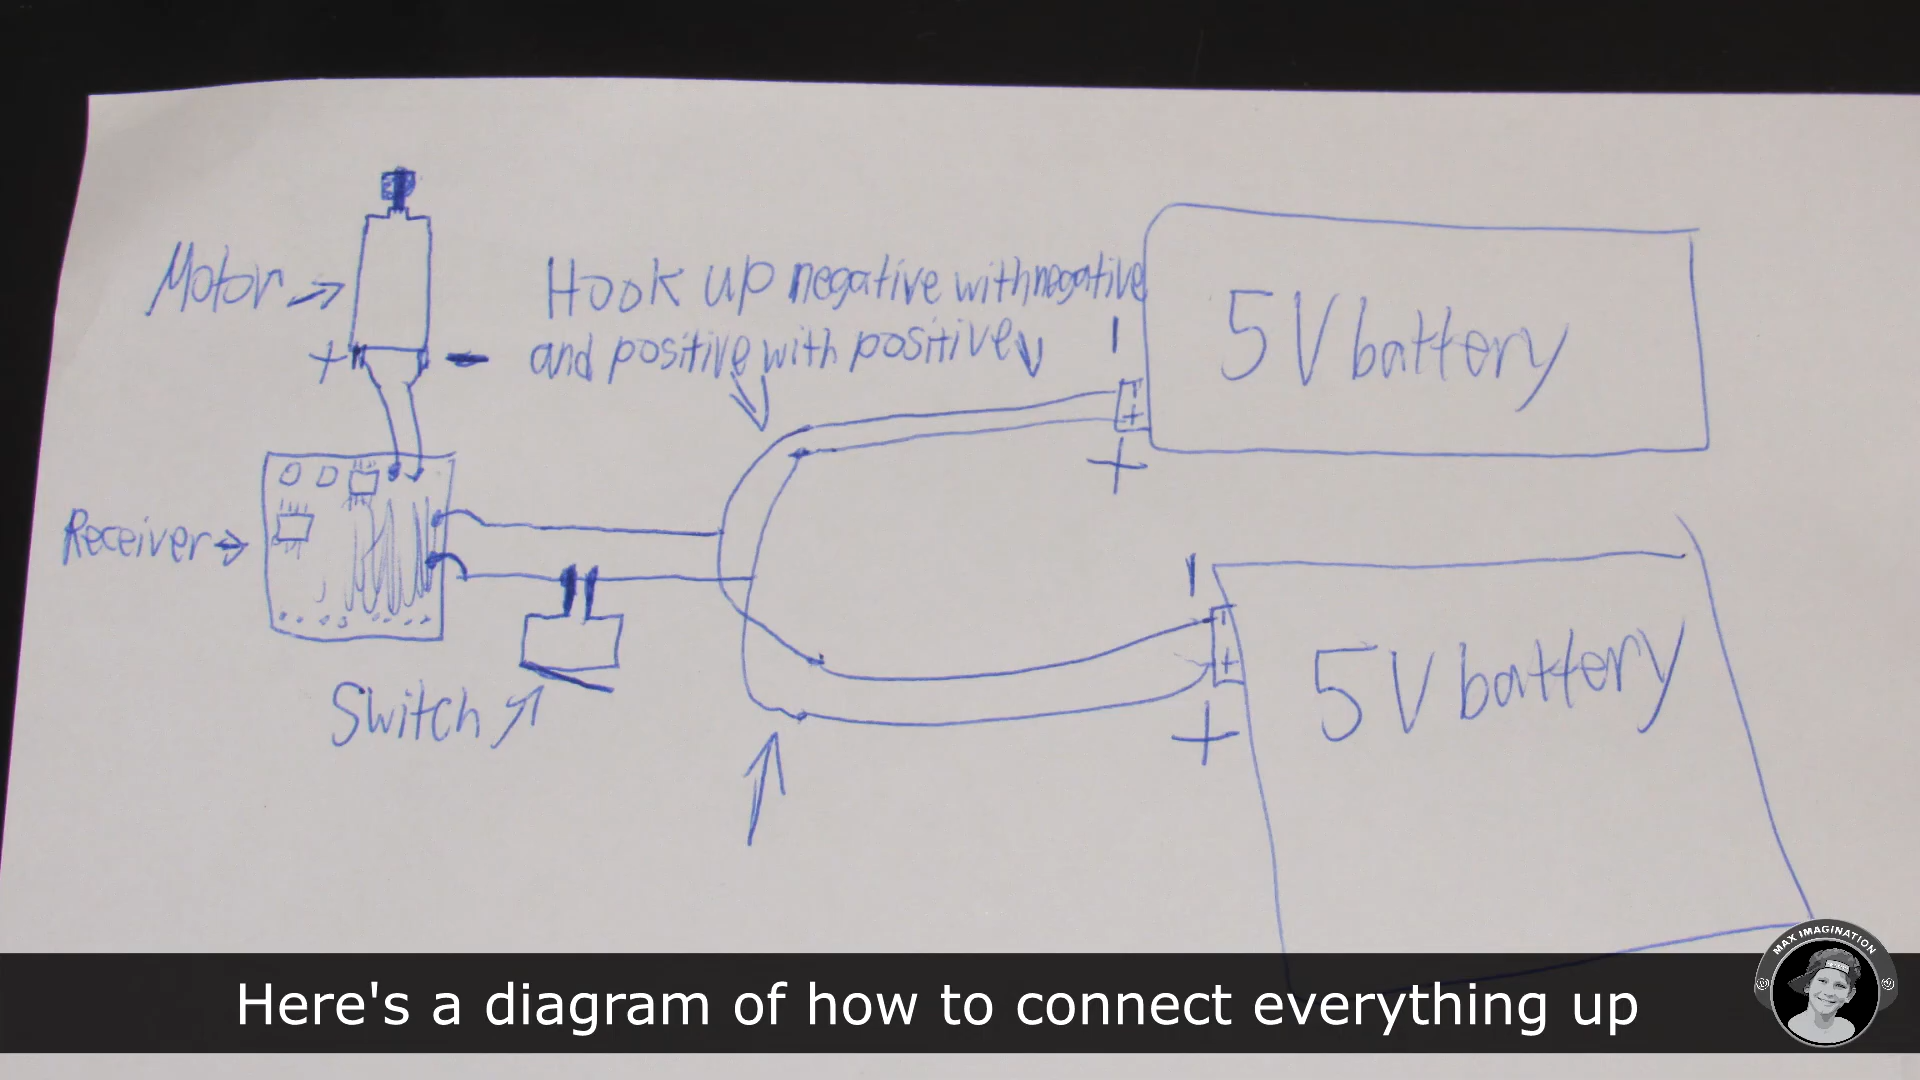 Motor
+
-
Hook up negative with negative
and positive with positive
5V battery
-
+
+
Receiver
Switch
5V battery
-
+
+
Here's a diagram of how to connect everything up
MAX IMAGINATION